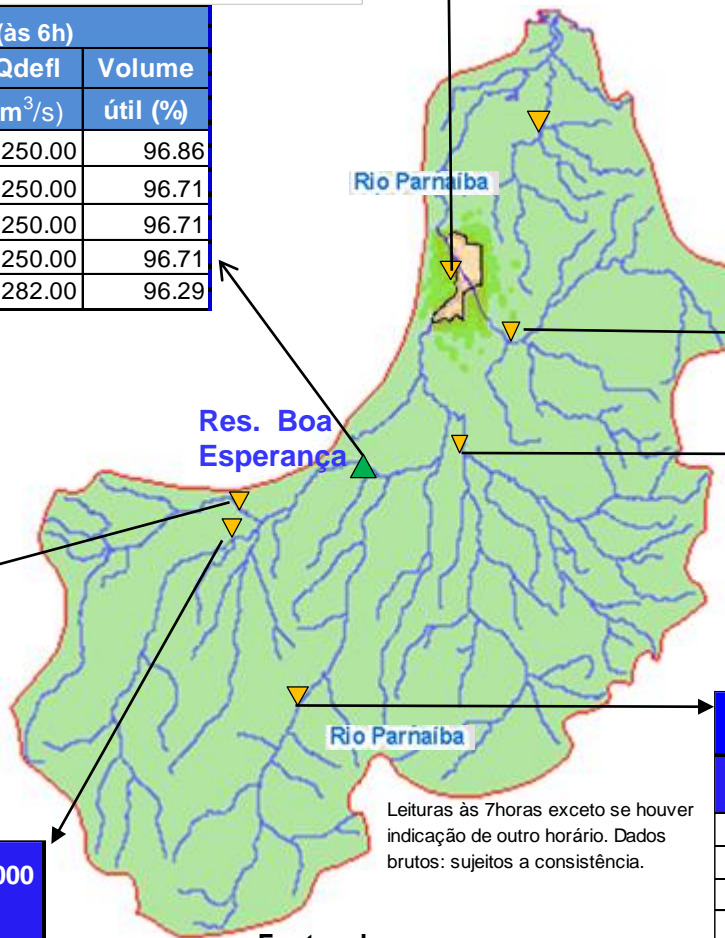 (às 6h)
Qdefl Volume
m³/s) útil (%)
250.00 96.86
250.00 96.71
250.00 96.71
250.00 96.71
282.00 96.29
Rio Parnaíba
Res. Boa
Esperança
Rio Parnaíba
Leituras às 7horas exceto se houver
indicação de outro horário. Dados
brutos: sujeitos a consistência.
000